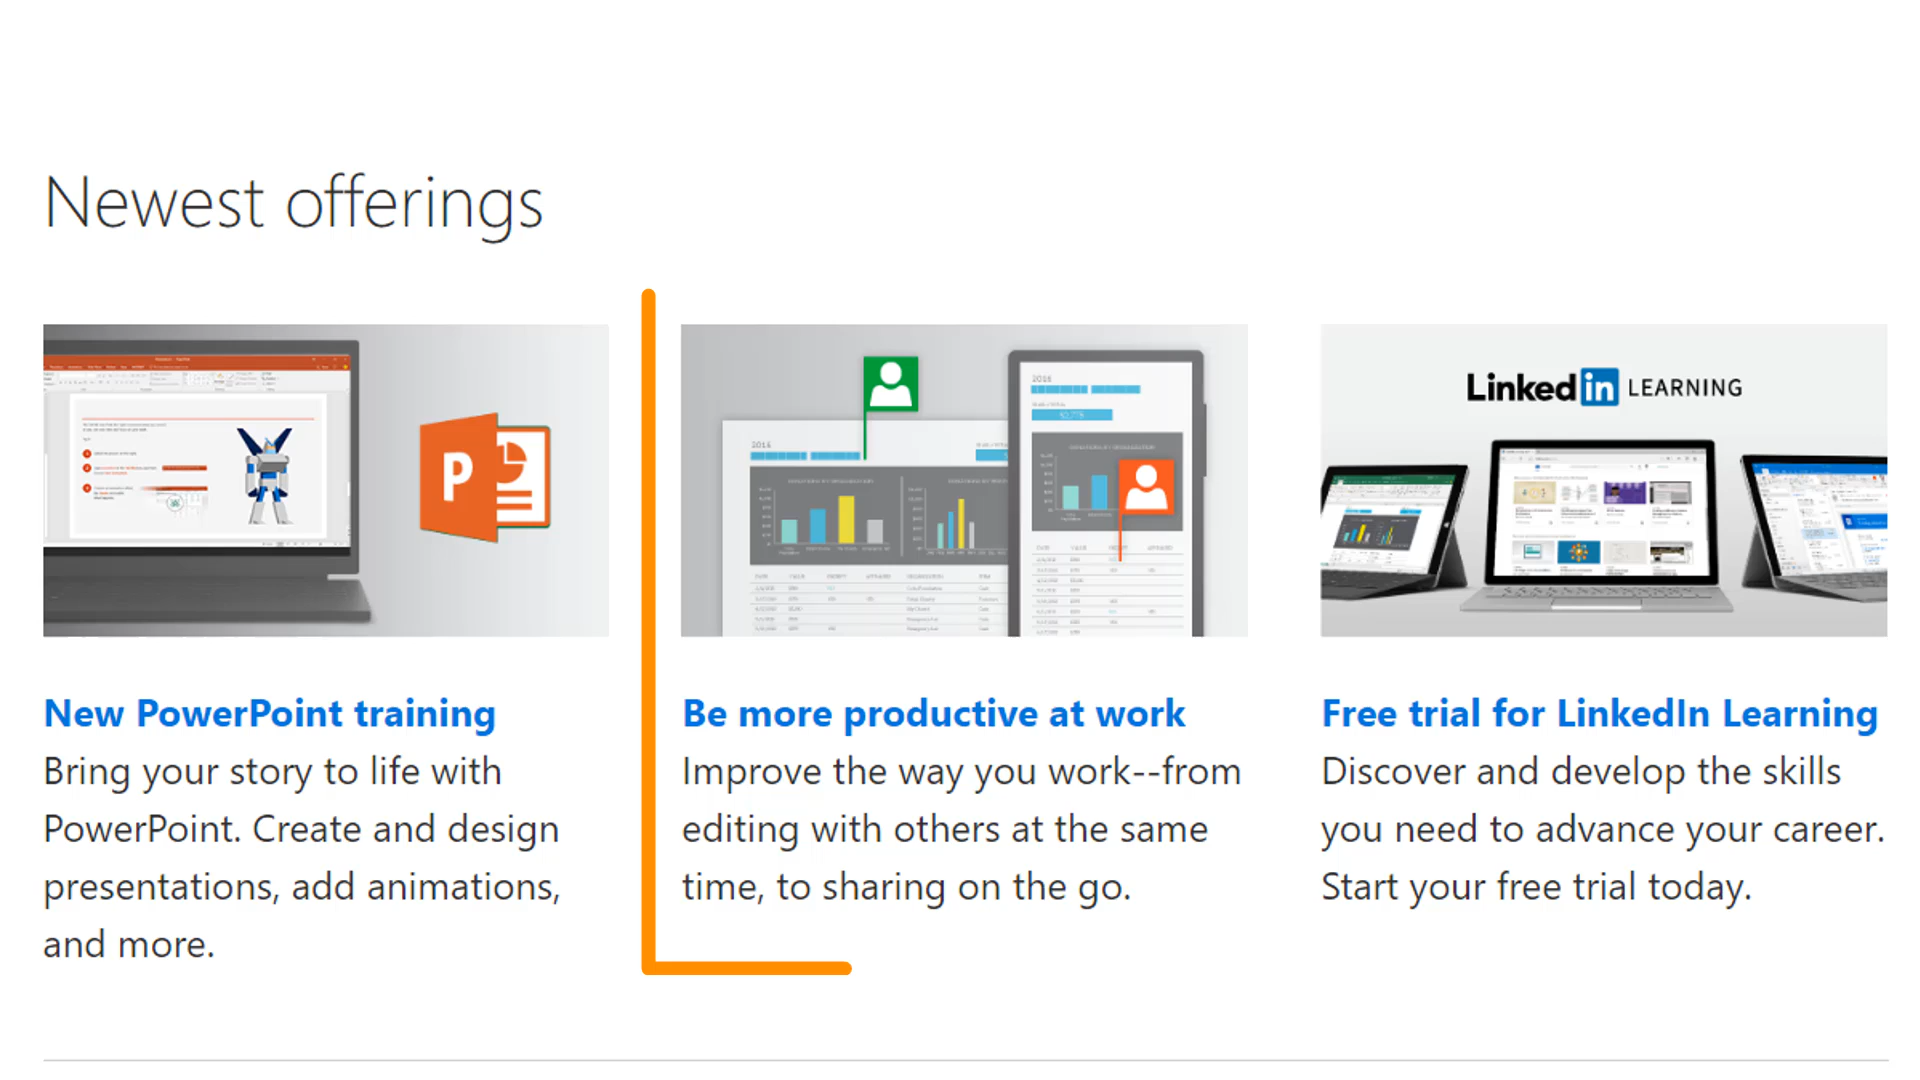 Newest offerings
P
2016
2016
Linked in LEARNING
New PowerPoint training
Bring your story to life with
PowerPoint. Create and design
presentations, add animations,
and more.
Be more productive at work
Improve the way you work--from
editing with others at the same
time, to sharing on the go.
Free trial for LinkedIn Learning
Discover and develop the skills
you need to advance your career.
Start your free trial today.